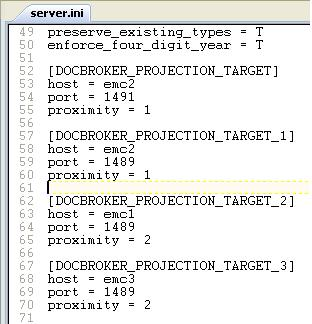 server.ini
49 preserve_existing_types = T
50 enforce_four_digit_year = T
51
52 [DOCBROKER_PROJECTION_TARGET]
53 host = emc2
54 port = 1491
55 proximity = 1
56
57 [DOCBROKER_PROJECTION_TARGET_1]
58 host = emc2
59 port = 1489
60 proximity = 1
61
62 [DOCBROKER_PROJECTION_TARGET_2]
63 host = emc1
64 port = 1489
65 proximity = 2
66
67 [DOCBROKER_PROJECTION_TARGET_3]
68 host = emc3
69 port = 1489
70 proximity = 2
71